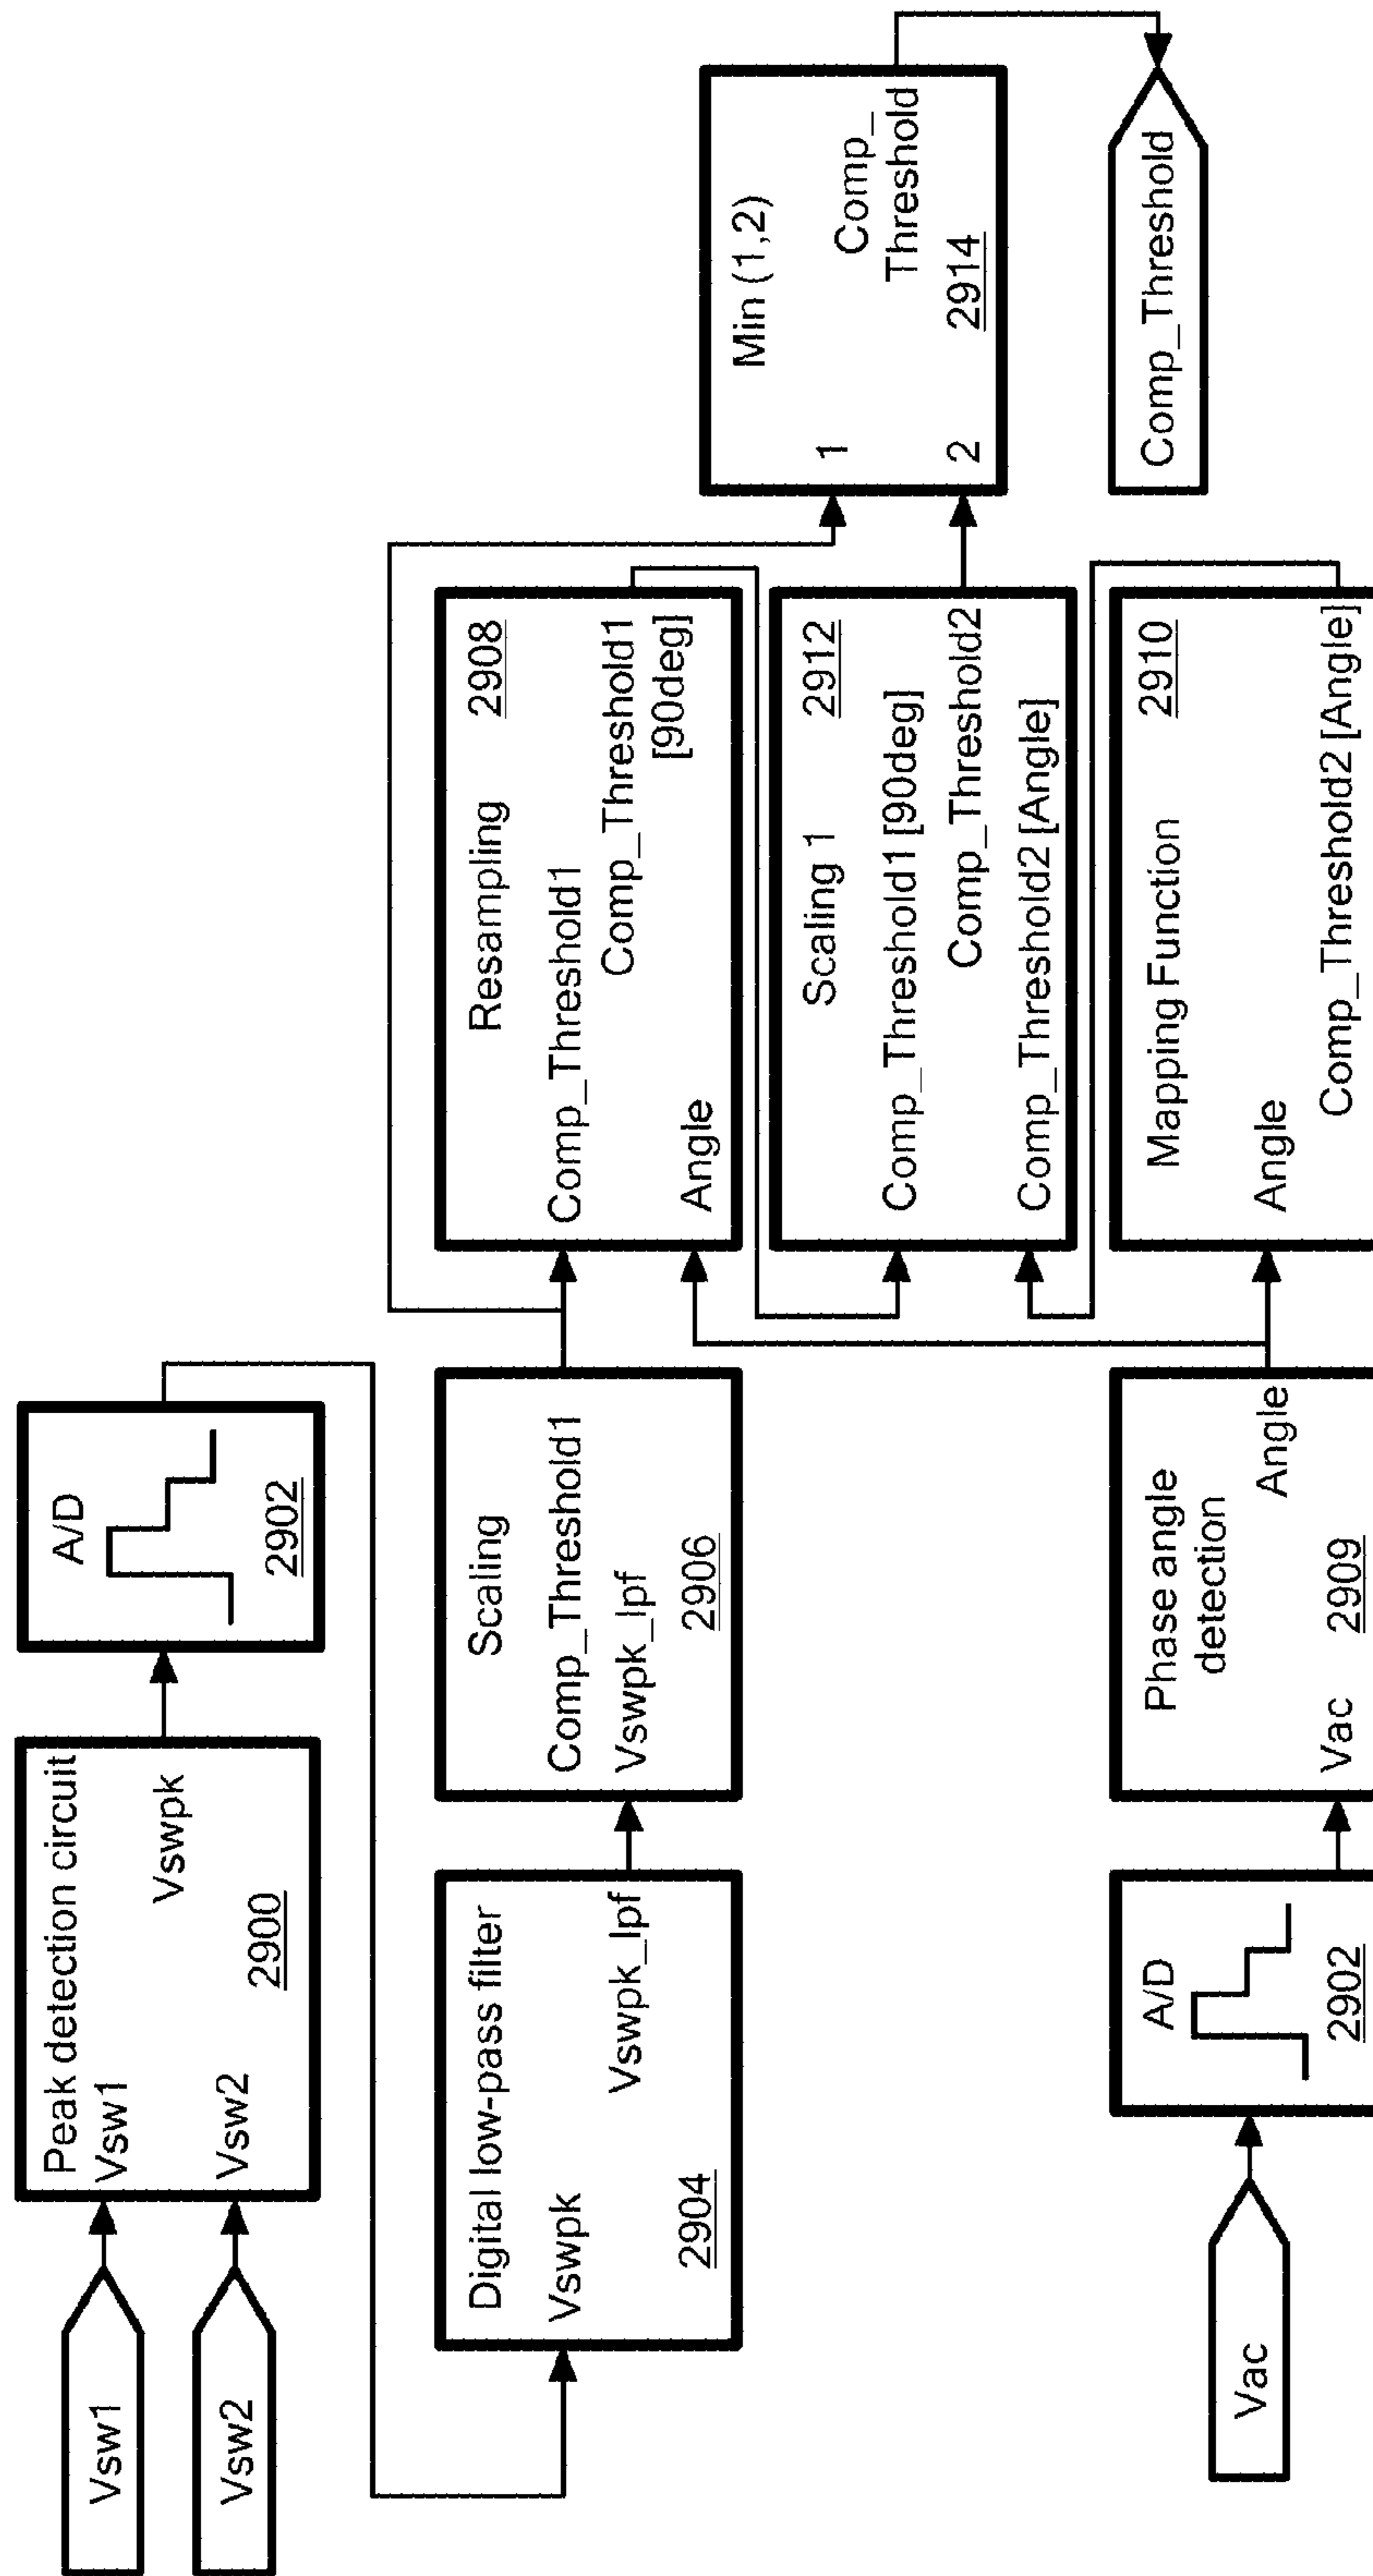 Vsw1
Vsw2
Peak detection circuit
Vsw1
Vswpk
Vsw2
2900
A/D
2902
Digital low-pass filter
Vswpk
Vswpk_lpf
2904
Scaling
Comp_Threshold1
Vswpk_lpf
2906
Resampling
2908
Comp_Threshold1
Comp_Threshold1
[90deg]
Angle
Scaling 1
2912
Comp_Threshold1 [90deg]
Comp_Threshold2
Comp_Threshold2 [Angle]
Min (1,2)
1
Comp_
Threshold
2
2914
Comp_Threshold
Vac
A/D
2902
Phase angle
detection
Angle
Vac
2909
Mapping Function
2910
Angle
Comp_Threshold2 [Angle]